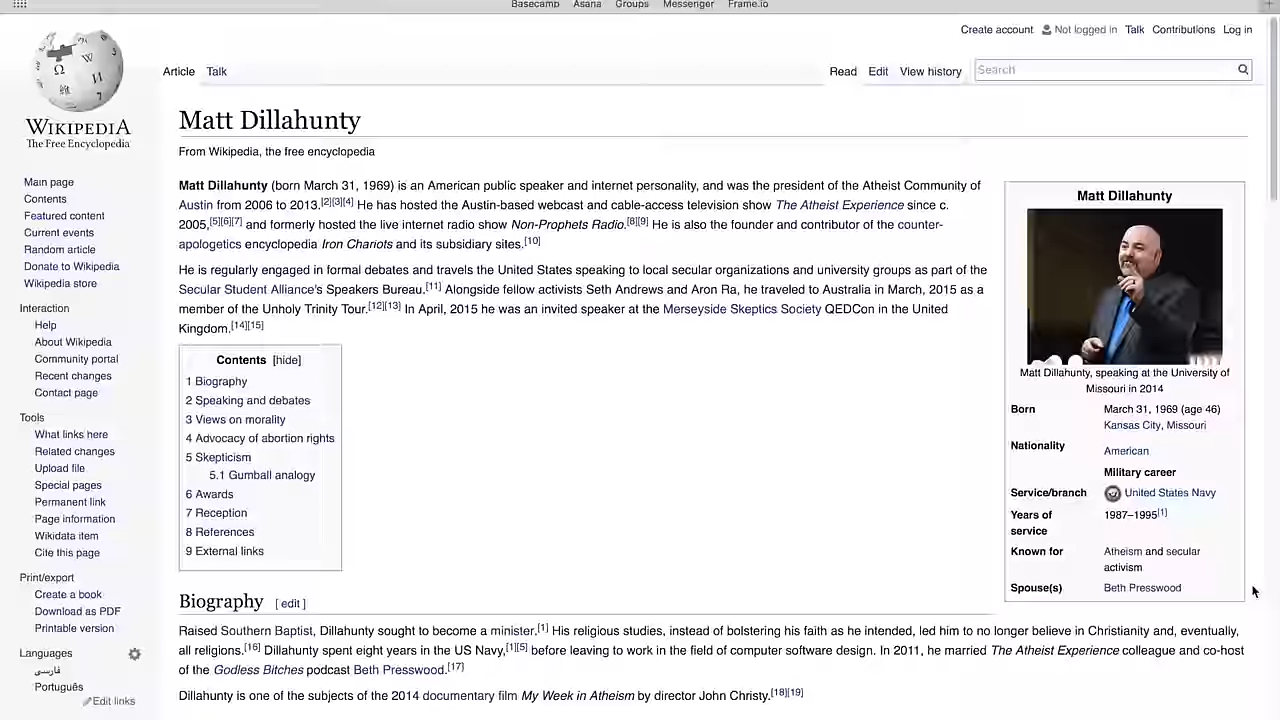 Basecamp Asana Groups Messenger Frame.io
Create account Not logged in Talk Contributions Log in
Article Talk Read Edit View history Search
WIKIPEDIA
The Free Encyclopedia
Main page
Contents
Featured content
Current events
Random article
Donate to Wikipedia
Wikipedia store
Interaction
Help
About Wikipedia
Community portal
Recent changes
Contact page
Tools
What links here
Related changes
Upload file
Special pages
Permanent link
Page information
Wikidata item
Cite this page
Print/export
Create a book
Download as PDF
Printable version
Languages
فارسی
Português
Edit links
Matt Dillahunty
From Wikipedia, the free encyclopedia
Matt Dillahunty (born March 31, 1969) is an American public speaker and internet personality, and was the president of the Atheist Community of
Austin from 2006 to 2013.[2][3][4] He has hosted the Austin-based webcast and cable-access television show The Atheist Experience since c.
2005,[5][6][7] and formerly hosted the live internet radio show Non-Prophets Radio.[8][9] He is also the founder and contributor of the counter-
apologetics encyclopedia Iron Chariots and its subsidiary sites.[10]
He is regularly engaged in formal debates and travels the United States speaking to local secular organizations and university groups as part of the
Secular Student Alliance's Speakers Bureau.[11] Alongside fellow activists Seth Andrews and Aron Ra, he traveled to Australia in March, 2015 as a
member of the Unholy Trinity Tour.[12][13] In April, 2015 he was an invited speaker at the Merseyside Skeptics Society QEDCon in the United
Kingdom.[14][15]
Contents [hide]
1 Biography
2 Speaking and debates
3 Views on morality
4 Advocacy of abortion rights
5 Skepticism
5.1 Gumball analogy
6 Awards
7 Reception
8 References
9 External links
Matt Dillahunty
Matt Dillahunty, speaking at the University of
Missouri in 2014
Born March 31, 1969 (age 46)
Kansas City, Missouri
Nationality American
Military career
Service/branch United States Navy
Years of 1987–1995[1]
service
Known for Atheism and secular
activism
Spouse(s) Beth Presswood
Biography [ edit ]
Raised Southern Baptist, Dillahunty sought to become a minister.[1] His religious studies, instead of bolstering his faith as he intended, led him to no longer believe in Christianity and, eventually,
all religions.[16] Dillahunty spent eight years in the US Navy,[1][5] before leaving to work in the field of computer software design. In 2011, he married The Atheist Experience colleague and co-host
of the Godless Bitches podcast Beth Presswood.[17]
Dillahunty is one of the subjects of the 2014 documentary film My Week in Atheism by director John Christy.[18][19]